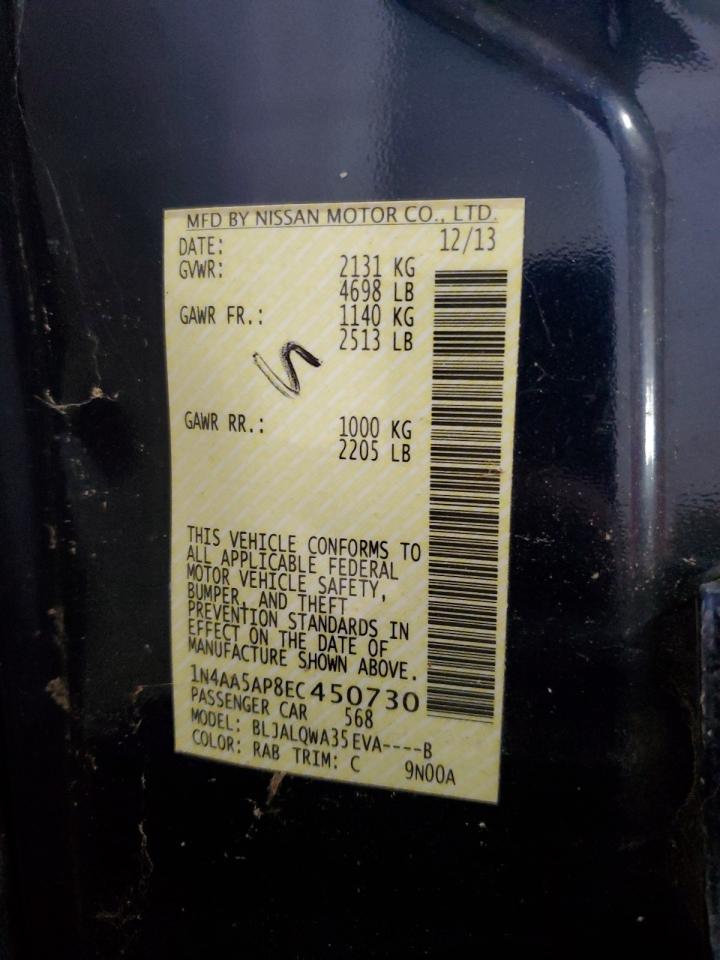 MFD BY NISSAN MOTOR CO., LTD.
DATE: 12/13
GVWR: 2131 KG
4698 LB
GAWR FR.: 1140 KG
2513 LB
GAWR RR.: 1000 KG
2205 LB
THIS VEHICLE CONFORMS TO
ALL APPLICABLE FEDERAL
MOTOR VEHICLE SAFETY,
BUMPER, AND THEFT
PREVENTION STANDARDS IN
EFFECT ON THE DATE OF
MANUFACTURE SHOWN ABOVE.
1N4AA5AP8EC450730
PASSENGER CAR 568
MODEL: BLJALQWA35EVA----B
COLOR: RAB TRIM: C 9N00A